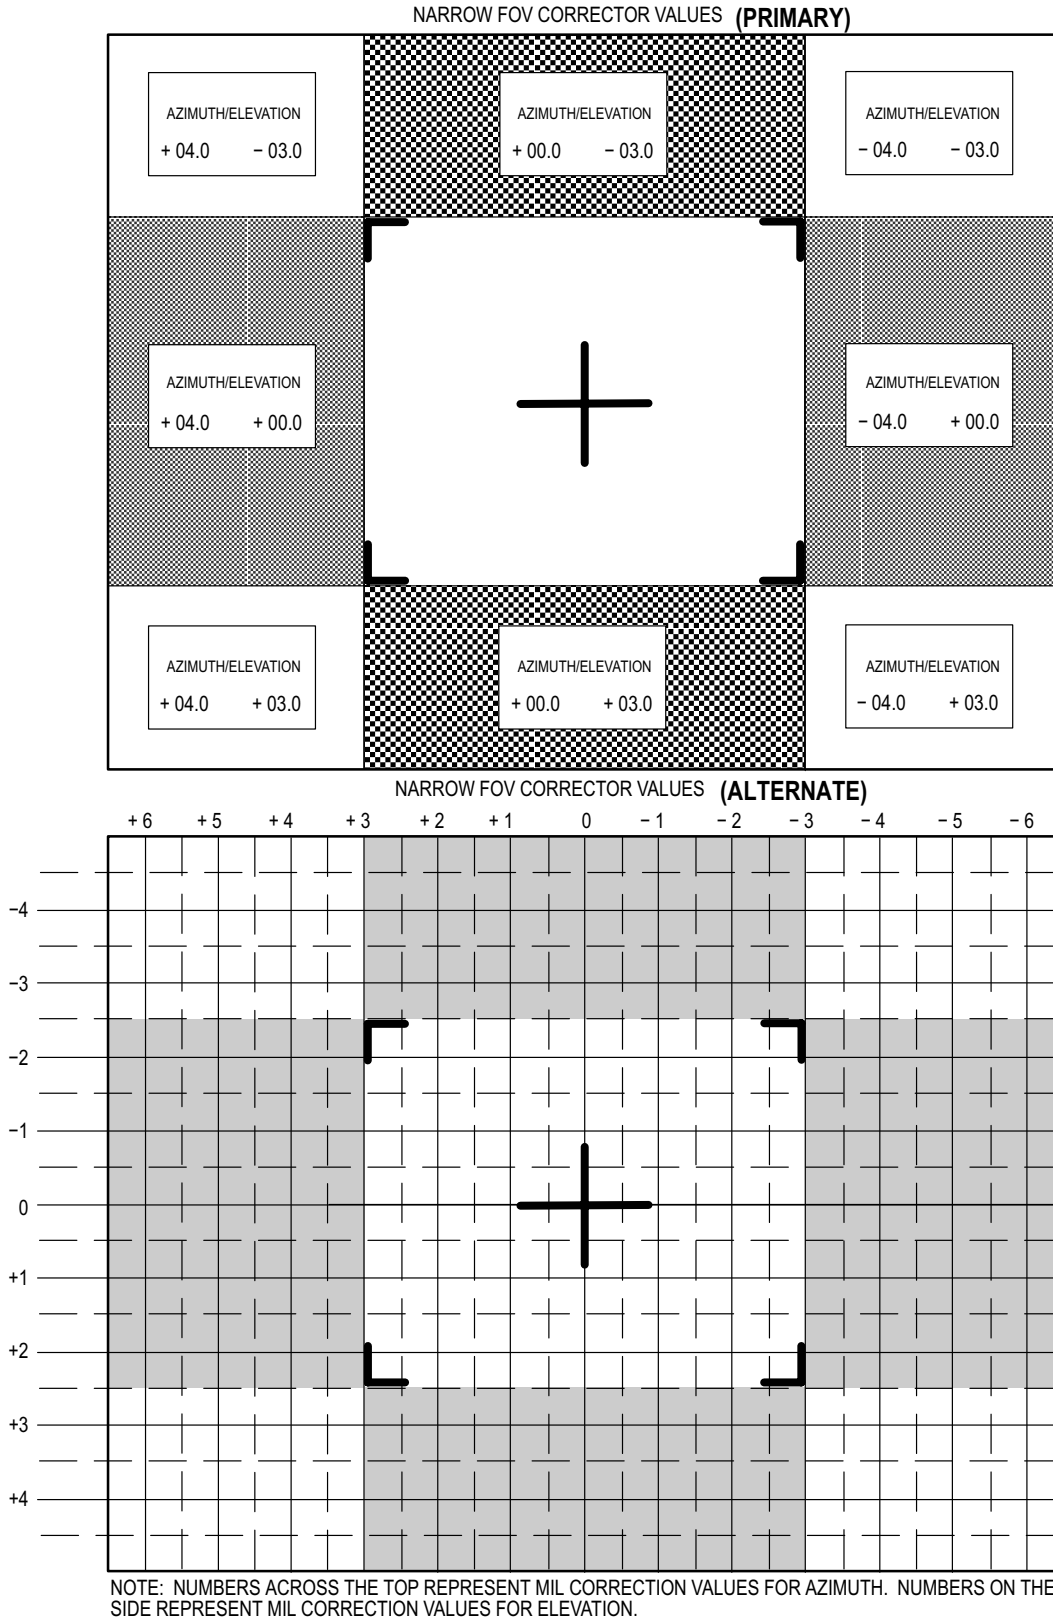 NARROW FOV CORRECTOR VALUES (PRIMARY)
AZIMUTH/ELEVATION
+ 04.0 − 03.0
AZIMUTH/ELEVATION
+ 00.0 − 03.0
AZIMUTH/ELEVATION
− 04.0 − 03.0
AZIMUTH/ELEVATION
+ 04.0 + 00.0
AZIMUTH/ELEVATION
− 04.0 + 00.0
AZIMUTH/ELEVATION
+ 04.0 + 03.0
AZIMUTH/ELEVATION
+ 00.0 + 03.0
AZIMUTH/ELEVATION
− 04.0 + 03.0
NARROW FOV CORRECTOR VALUES (ALTERNATE)
+ 6 + 5 + 4 + 3 + 2 + 1 0 − 1 − 2 − 3 − 4 − 5 − 6
−4
−3
−2
−1
0
+1
+2
+3
+4
NOTE: NUMBERS ACROSS THE TOP REPRESENT MIL CORRECTION VALUES FOR AZIMUTH. NUMBERS ON THE
SIDE REPRESENT MIL CORRECTION VALUES FOR ELEVATION.